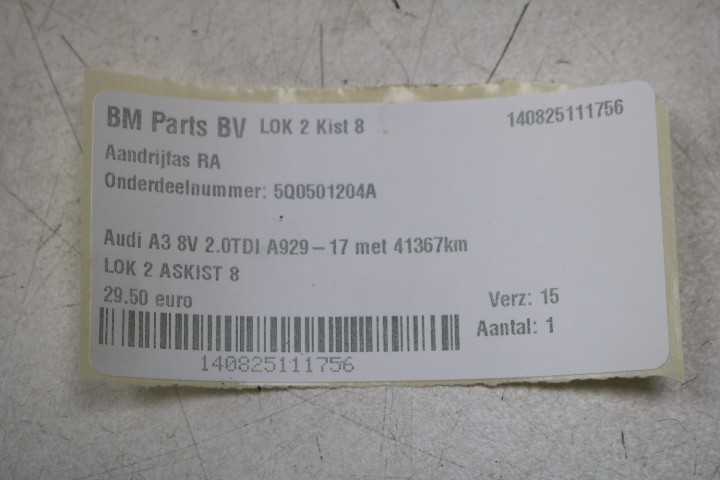 BM Parts BV LOK 2 Kist 8 140825111756
Aandrijfas RA
Onderdeelnummer: 5Q0501204A
Audi A3 8V 2.0TDI A929-17 met 41367km
LOK 2 ASKIST 8
29.50 euro Verz: 15
Aantal: 1
140825111756